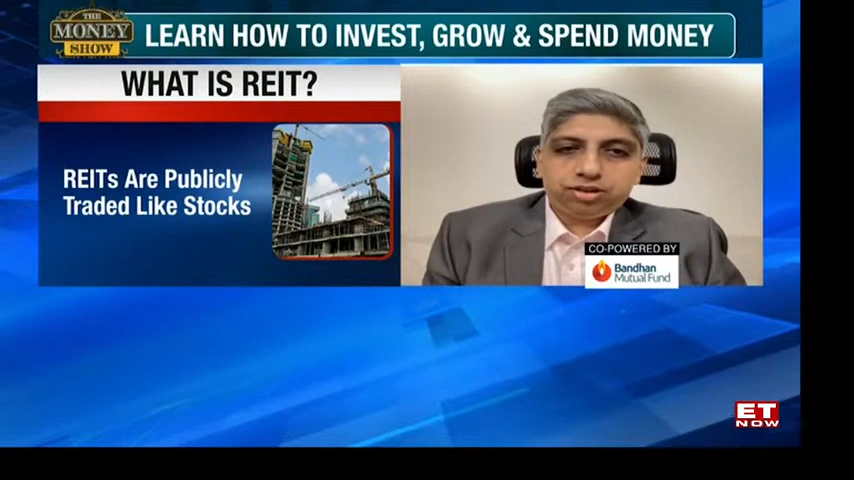 THE
MONEY
SHOW
LEARN HOW TO INVEST, GROW & SPEND MONEY
WHAT IS REIT?
REITs Are Publicly
Traded Like Stocks
CO-POWERED BY
Bandhan
Mutual Fund
ET
NOW